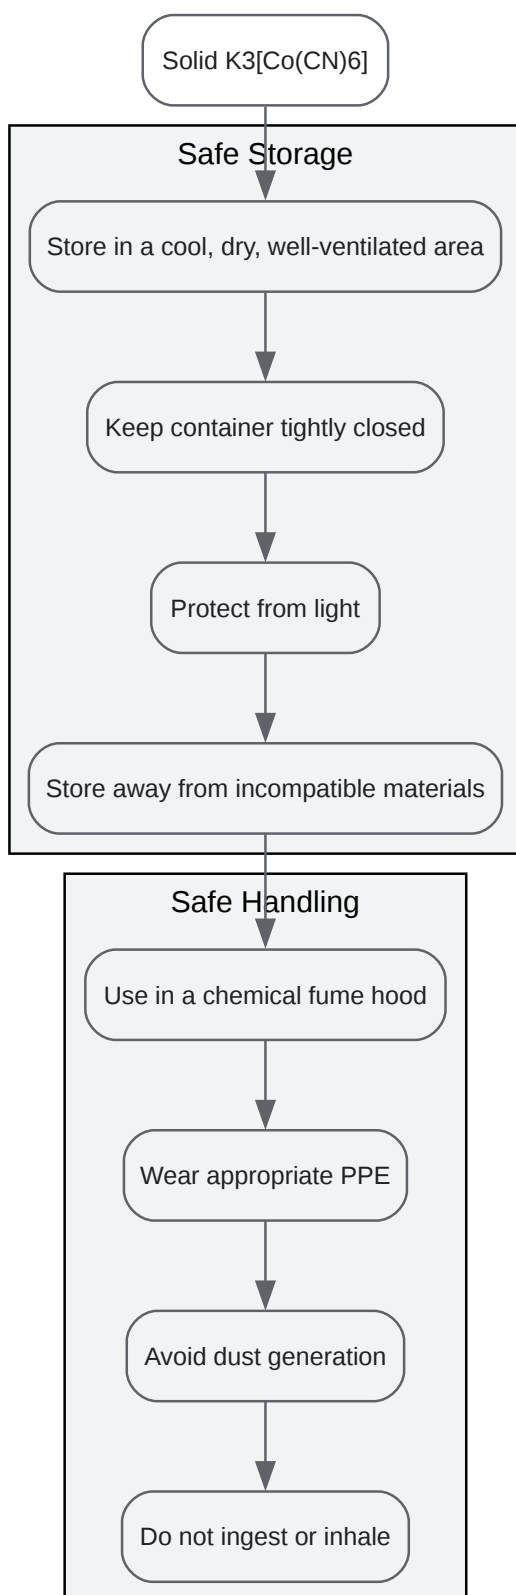 Solid K3[Co(CN)6]
Safe Storage
Store in a cool, dry, well-ventilated area
Keep container tightly closed
Protect from light
Store away from incompatible materials
Safe Handling
Use in a chemical fume hood
Wear appropriate PPE
Avoid dust generation
Do not ingest or inhale